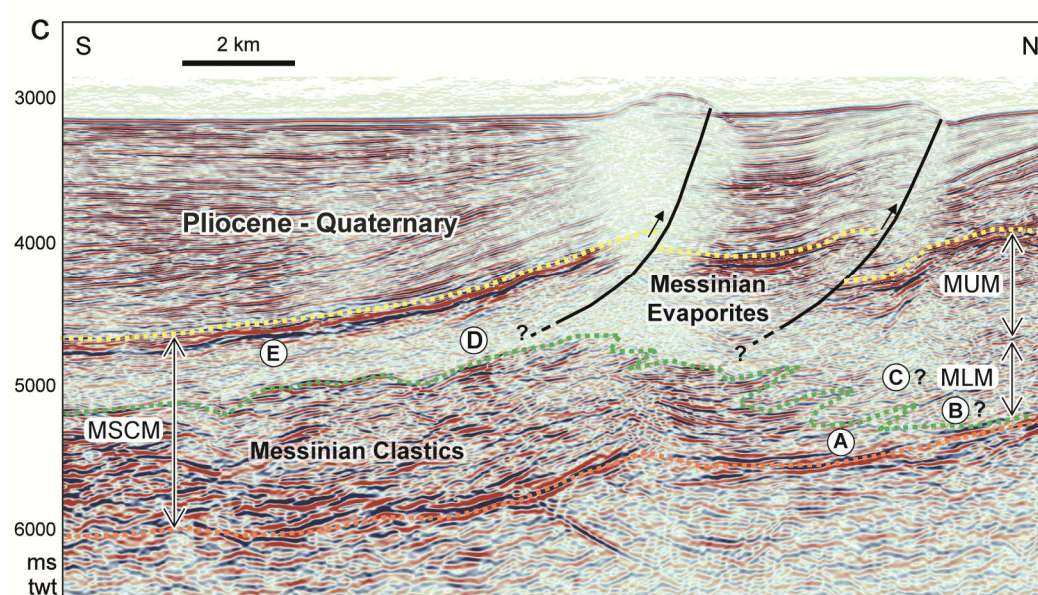 C
S
2 km
N
3000
Pliocene - Quaternary
4000
Messinian
Evaporites
MUM
?
D
E
?
C ?
MLM
5000
B ?
MSCM
Messinian Clastics
A
6000
ms
twt